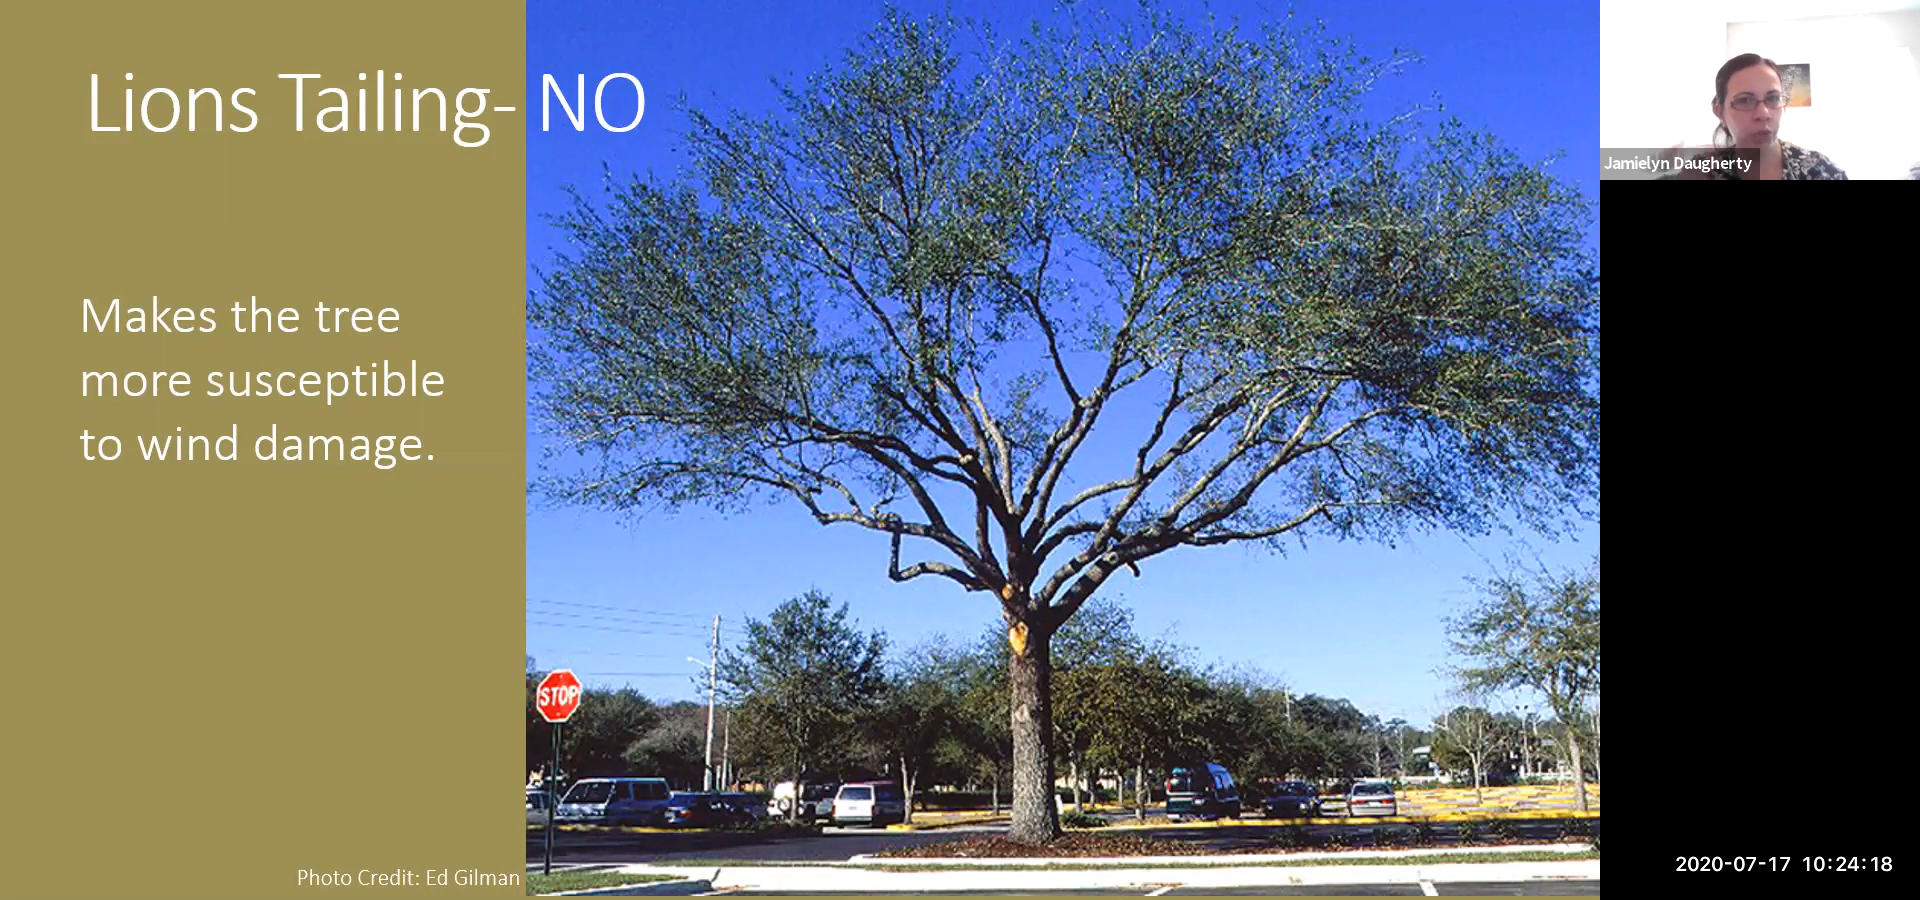 Lions Tailing- NO
Makes the tree
more susceptible
to wind damage.
STOP
Photo Credit: Ed Gilman
Jamielyn Daugherty
2020-07-17 10:24:18